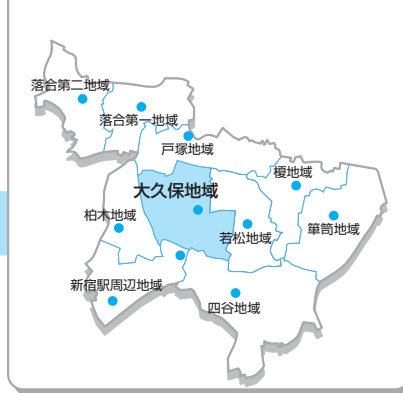 落合第二地域
落合第一地域
戸塚地域
榎地域
大久保地域
柏木地域
箪笥地域
若松地域
新宿駅周辺地域
四谷地域